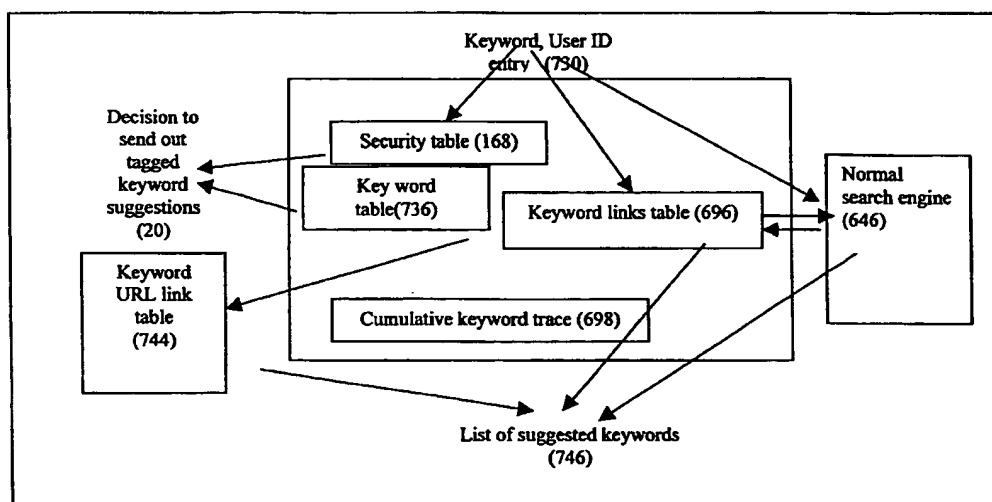 Keyword, User ID
entry (730)
Decision to
send out
tagged
keyword
suggestions
(20)
Security table (168)
Key word
table(736)
Keyword links table (696)
Normal
search engine
(646)
Keyword
URL link
table
(744)
Cumulative keyword trace (698)
List of suggested keywords
(746)